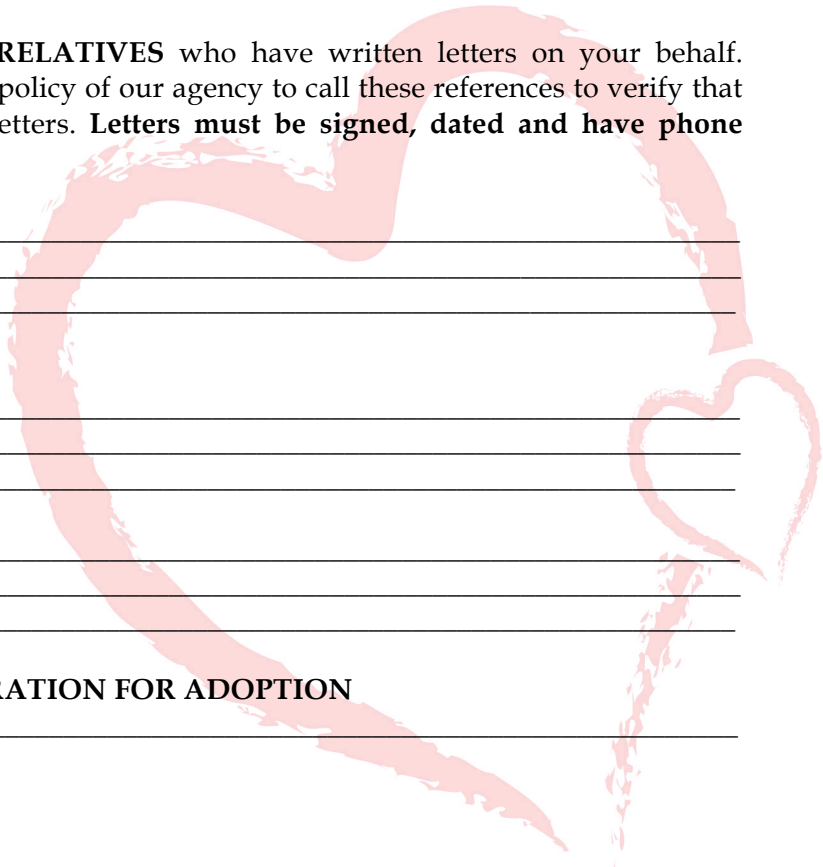 RELATIVES who have written letters on your behalf.
policy of our agency to call these references to verify that
etters. Letters must be signed, dated and have phone
RATION FOR ADOPTION